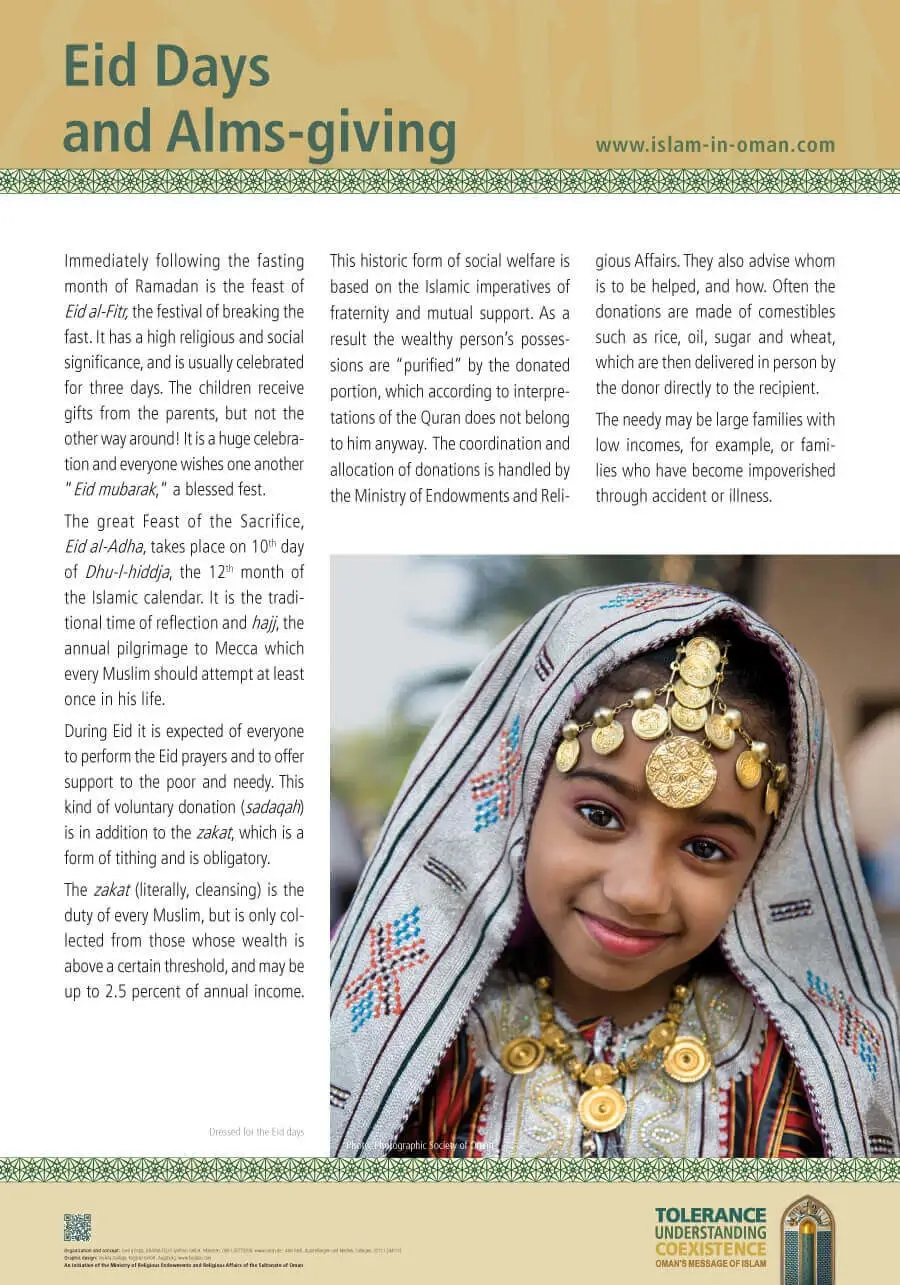 Eid Days
and Alms-giving
www.islam-in-oman.com
Immediately following the fasting
month of Ramadan is the feast of
Eid al-Fitr, the festival of breaking the
fast. It has a high religious and social
significance, and is usually celebrated
for three days. The children receive
gifts from the parents, but not the
other way around! It is a huge celebra-
tion and everyone wishes one another
"Eid mubarak," a blessed fest.
The great Feast of the Sacrifice,
Eid al-Adha, takes place on 10th day
of Dhu-l-hiddja, the 12th month of
the Islamic calendar. It is the tradi-
tional time of reflection and hajj, the
annual pilgrimage to Mecca which
every Muslim should attempt at least
once in his life.
During Eid it is expected of everyone
to perform the Eid prayers and to offer
support to the poor and needy. This
kind of voluntary donation (sadaqah)
is in addition to the zakat, which is a
form of tithing and is obligatory.
The zakat (literally, cleansing) is the
duty of every Muslim, but is only col-
lected from those whose wealth is
above a certain threshold, and may be
up to 2.5 percent of annual income.
This historic form of social welfare is
based on the Islamic imperatives of
fraternity and mutual support. As a
result the wealthy person's posses-
sions are “purified” by the donated
portion, which according to interpre-
tations of the Quran does not belong
to him anyway. The coordination and
allocation of donations is handled by
the Ministry of Endowments and Reli-
gious Affairs. They also advise whom
is to be helped, and how. Often the
donations are made of comestibles
such as rice, oil, sugar and wheat,
which are then delivered in person by
the donor directly to the recipient.
The needy may be large families with
low incomes, for example, or fami-
lies who have become impoverished
through accident or illness.
Dressed for the Eid days
Photo: Photographic Society of Oman
Organization and concept:
Graphic design:
An Initiative of the Ministry of Religious Endowments and Religious Affairs of the Sultanate of Oman
TOLERANCE
UNDERSTANDING
COEXISTENCE
OMAN'S MESSAGE OF ISLAM